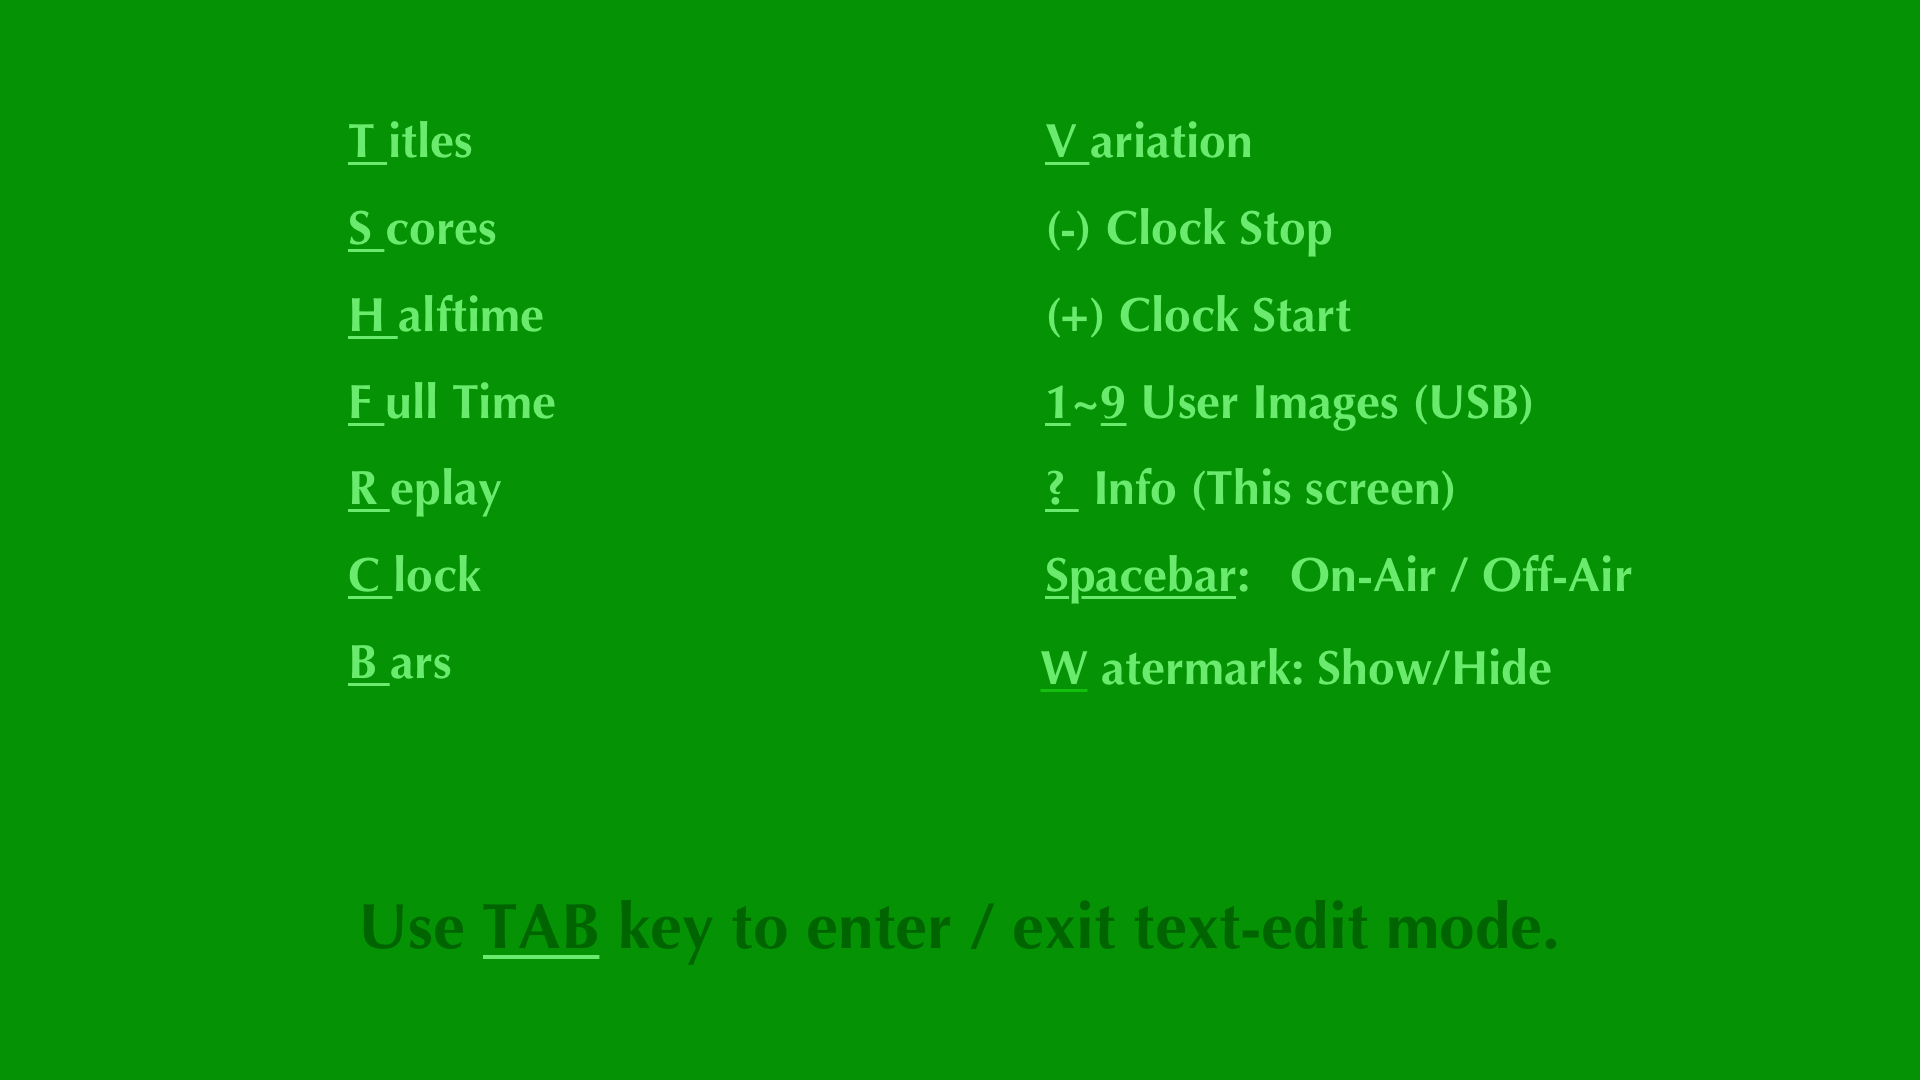 T itles
S cores
H alftime
F ull Time
R eplay
C lock
B ars
V ariation
(-) Clock Stop
(+) Clock Start
1~9 User Images (USB)
? Info (This screen)
Spacebar: On-Air / Off-Air
W atermark: Show/Hide
Use TAB key to enter / exit text-edit mode.